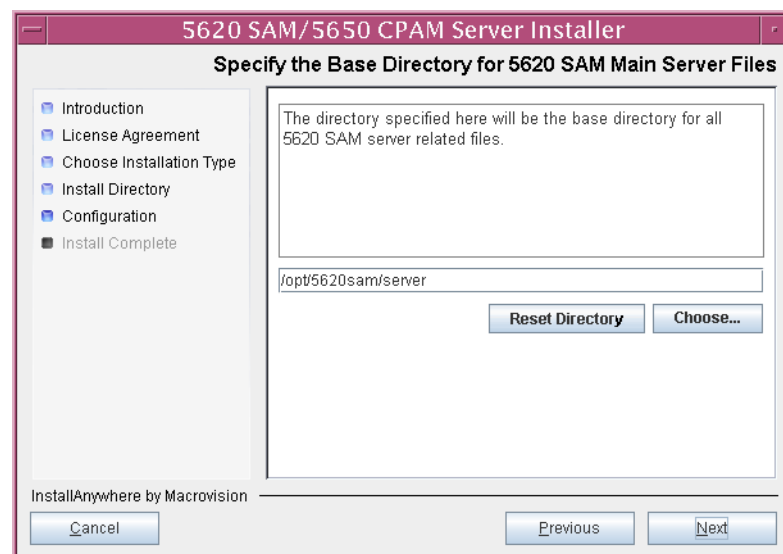 5620 SAM/5650 CPAM Server Installer
Specify the Base Directory for 5620 SAM Main Server Files
Introduction
License Agreement
Choose Installation Type
Install Directory
Configuration
Install Complete
The directory specified here will be the base directory for all
5620 SAM server related files.
/opt/5620sam/server
Reset Directory
Choose...
InstallAnywhere by Macrovision
Cancel
Previous
Next